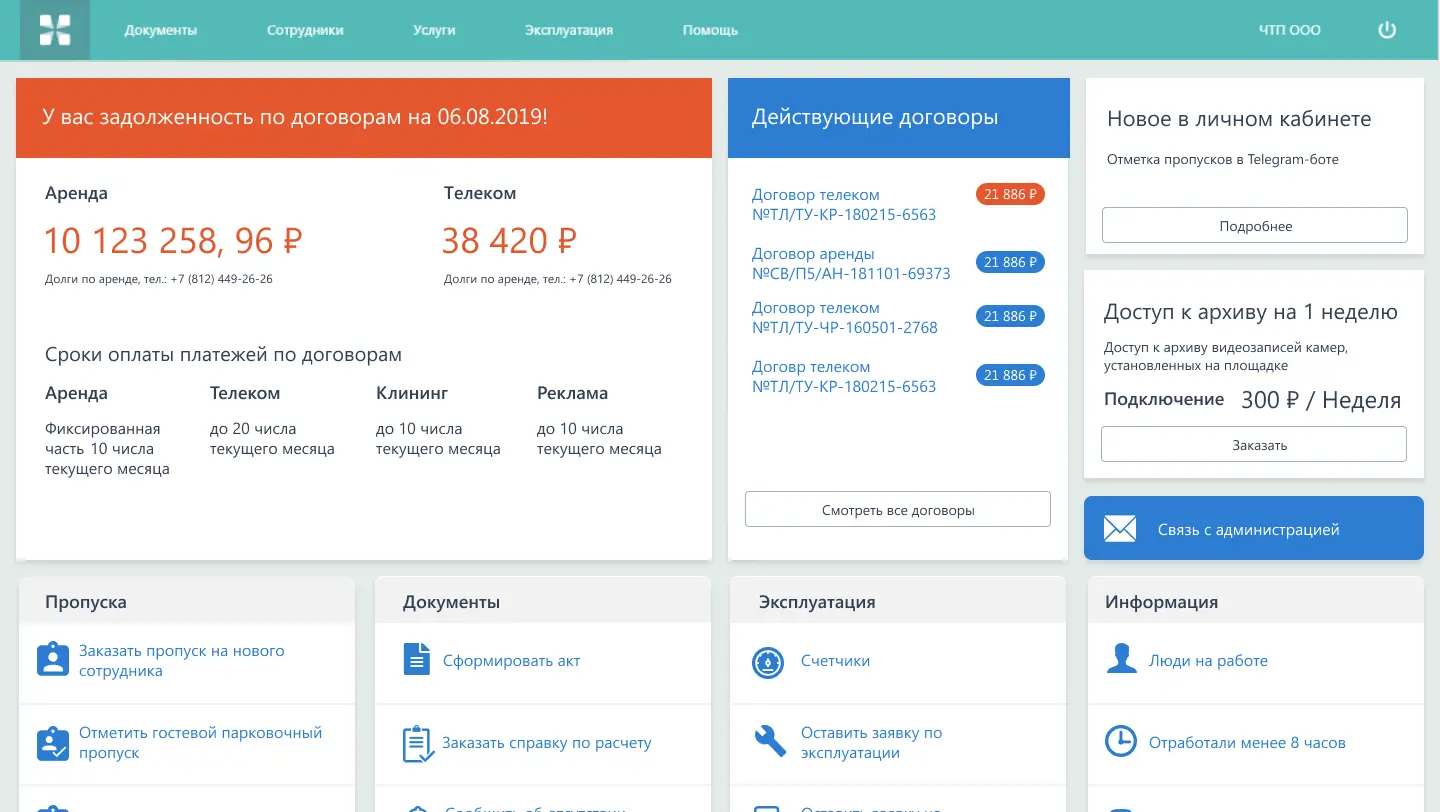 Документы Сотрудники Услуги Эксплуатация Помощь ЧТП ООО
У вас задолженность по договорам на 06.08.2019!
Аренда
10 123 258, 96 ₽
Долги по аренде, тел.: +7 (812) 449-26-26
Телеком
38 420 ₽
Долги по аренде, тел.: +7 (812) 449-26-26
Сроки оплаты платежей по договорам
Аренда
Фиксированная
часть 10 числа
текущего месяца
Телеком
до 20 числа
текущего месяца
Клининг
до 10 числа
текущего месяца
Реклама
до 10 числа
текущего месяца
Действующие договоры
Договор телеком
№ТЛ/ТУ-КР-180215-6563
21 886 ₽
Договор аренды
№СВ/П5/АН-181101-69373
21 886 ₽
Договор телеком
№ТЛ/ТУ-ЧР-160501-2768
21 886 ₽
Договр телеком
№ТЛ/ТУ-КР-180215-6563
21 886 ₽
Смотреть все договоры
Новое в личном кабинете
Отметка пропусков в Telegram-боте
Подробнее
Доступ к архиву на 1 неделю
Доступ к архиву видеозаписей камер,
установленных на площадке
Подключение 300 ₽ / Неделя
Заказать
Связь с администрацией
Пропуска
Заказать пропуск на нового
сотрудника
Отметить гостевой парковочный
пропуск
Документы
Сформировать акт
Заказать справку по расчету
Эксплуатация
Счетчики
Оставить заявку по
эксплуатации
Информация
Люди на работе
Отработали менее 8 часов